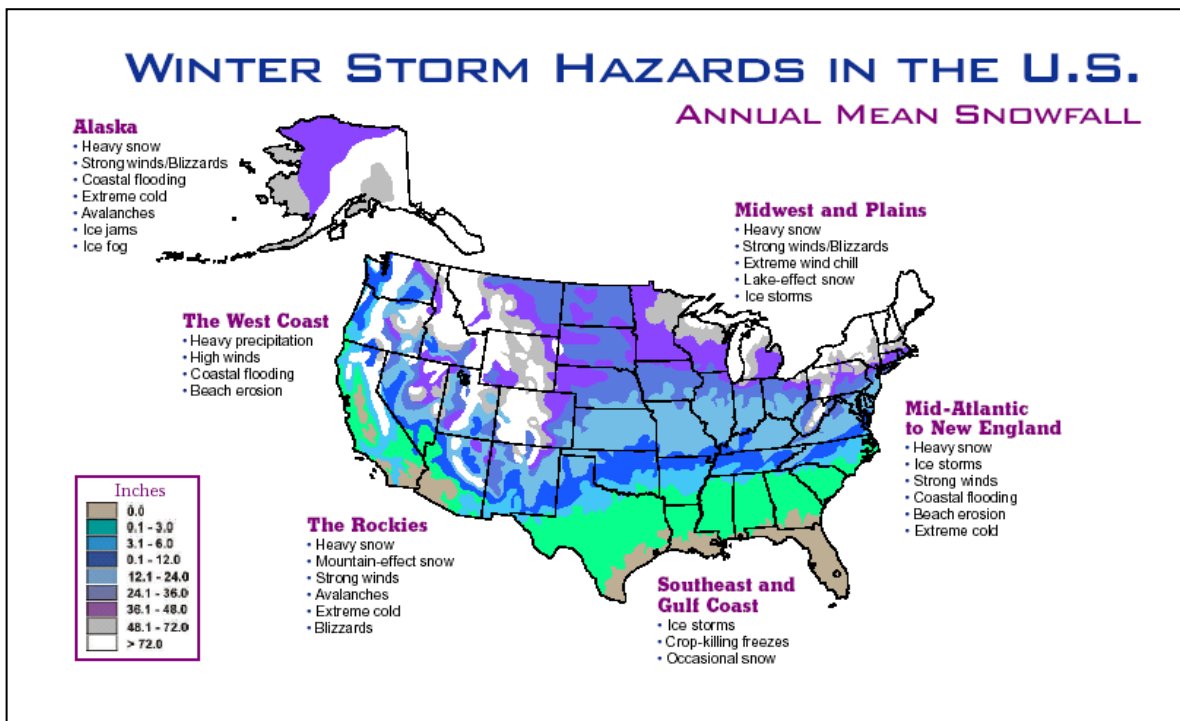 WINTER STORM HAZARDS IN THE U.S.
ANNUAL MEAN SNOWFALL
Alaska
• Heavy snow
• Strong winds/Blizzards
• Coastal flooding
• Extreme cold
• Avalanches
• Ice jams
• Ice fog
Midwest and Plains
• Heavy snow
• Strong winds/Blizzards
• Extreme wind chill
• Lake-effect snow
• Ice storms
The West Coast
• Heavy precipitation
• High winds
• Coastal flooding
• Beach erosion
Mid-Atlantic
to New England
• Heavy snow
• Ice storms
• Strong winds
• Coastal flooding
• Beach erosion
• Extreme cold
Inches
0.0
0.1 - 3.0
3.1 - 6.0
0.1 - 12.0
12.1 - 24.0
24.1 - 36.0
36.1 - 48.0
48.1 - 72.0
> 72.0
The Rockies
• Heavy snow
• Mountain-effect snow
• Strong winds
• Avalanches
• Extreme cold
• Blizzards
Southeast and
Gulf Coast
• Ice storms
• Crop-killing freezes
• Occasional snow